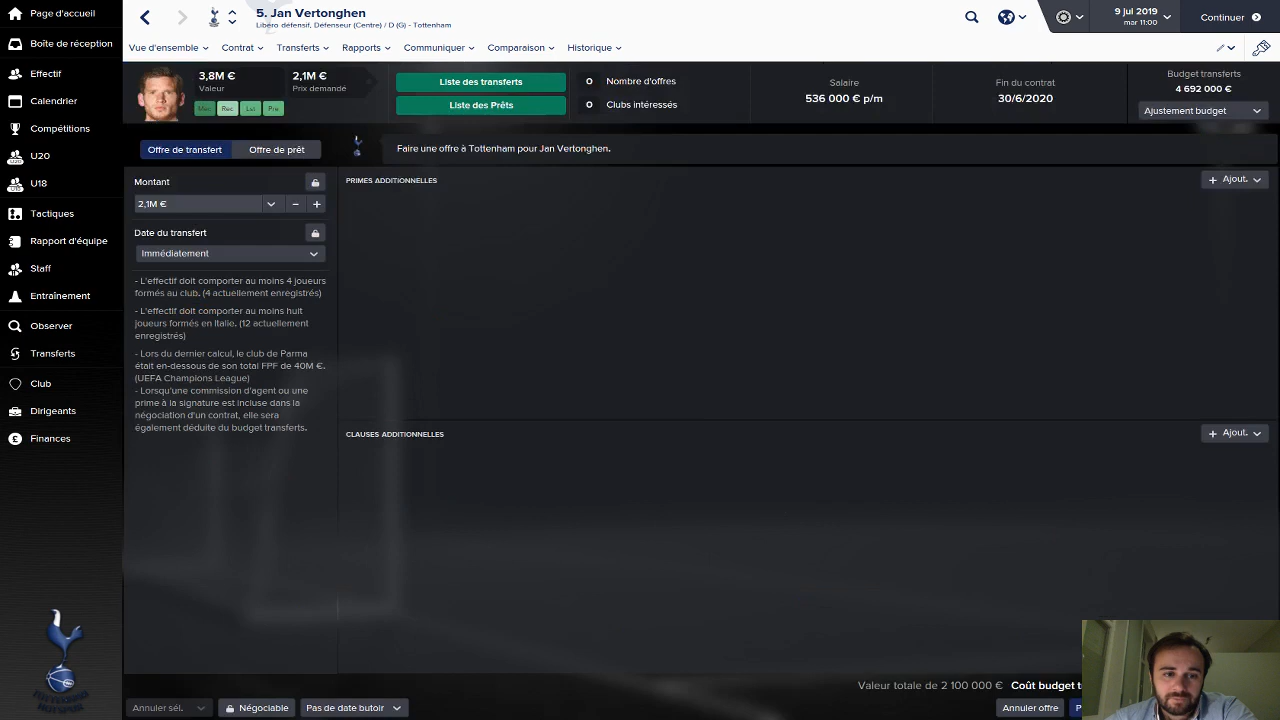 Page d'accueil
Boîte de réception
Effectif
Calendrier
Compétitions
U20
U18
Tactiques
Rapport d'équipe
Staff
Entraînement
Observer
Transferts
Club
Dirigeants
Finances
5. Jan Vertonghen
Libéro défensif, Défenseur (Centre) / D (G) - Tottenham
9 jul 2019
mar 11:00
Continuer
Vue d'ensemble
Contrat
Transferts
Rapports
Communiquer
Comparaison
Historique
3,8M €
Valeur
2,1M €
Prix demandé
Rec
Lst
Pre
Liste des transferts
Liste des Prêts
0 Nombre d'offres
0 Clubs intéressés
Salaire
536 000 € p/m
Fin du contrat
30/6/2020
Budget transferts
4 692 000 €
Ajustement budget
Offre de transfert
Offre de prêt
Faire une offre à Tottenham pour Jan Vertonghen.
Montant
2,1M €
Date du transfert
Immédiatement
- L'effectif doit comporter au moins 4 joueurs
formés au club. (4 actuellement enregistrés)
- L'effectif doit comporter au moins huit
joueurs formés en Italie. (12 actuellement
enregistrés)
- Lors du dernier calcul, le club de Parma
était en-dessous de son total FPF de 40M €.
(UEFA Champions League)
- Lorsqu'une commission d'agent ou une
prime à la signature est incluse dans la
négociation d'un contrat, elle sera
également déduite du budget transferts.
PRIMES ADDITIONNELLES
+ Ajout.
CLAUSES ADDITIONNELLES
+ Ajout.
Valeur totale de 2 100 000 €
Coût budget t
Annuler sél.
Négociable
Pas de date butoir
Annuler offre
P